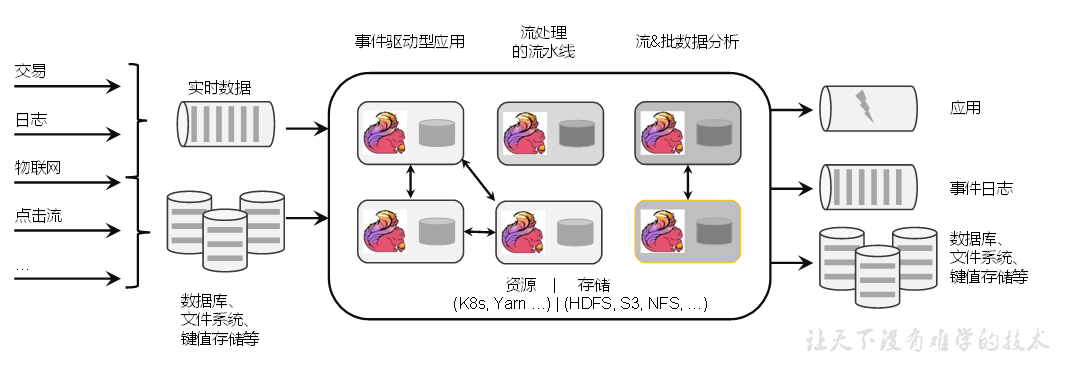 事件驱动型应用
流处理
的流水线
流&批数据分析
交易
日志
物联网
点击流
...
实时数据
数据库、
文件系统、
键值存储等
资源 | 存储
(K8s, Yarn ...) | (HDFS, S3, NFS, ...)
应用
事件日志
数据库、
文件系统、
键值存储等
让天下没有难学的技术